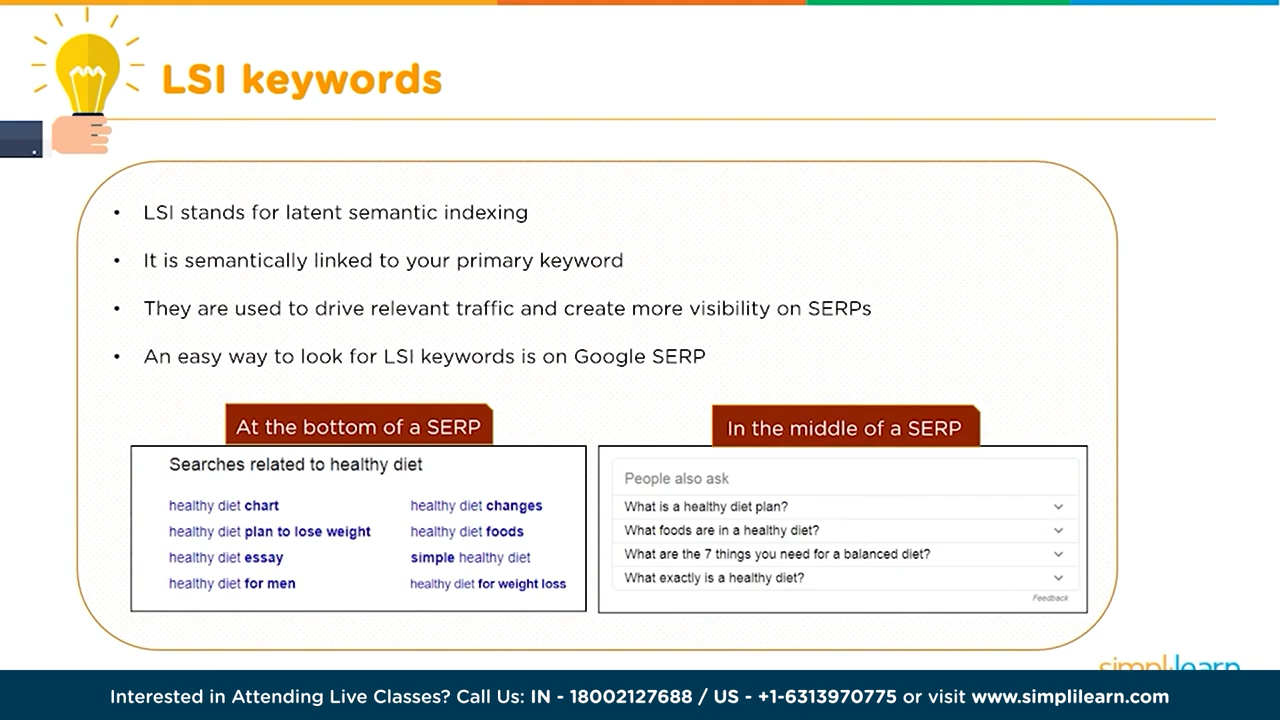 LSI keywords
• LSI stands for latent semantic indexing
• It is semantically linked to your primary keyword
• They are used to drive relevant traffic and create more visibility on SERPs
• An easy way to look for LSI keywords is on Google SERP
At the bottom of a SERP
Searches related to healthy diet
healthy diet chart
healthy diet plan to lose weight
healthy diet essay
healthy diet for men
healthy diet changes
healthy diet foods
simple healthy diet
healthy diet for weight loss
In the middle of a SERP
People also ask
What is a healthy diet plan?
What foods are in a healthy diet?
What are the 7 things you need for a balanced diet?
What exactly is a healthy diet?
Feedback
simplilearn
Interested in Attending Live Classes? Call Us: IN - 18002127688 / US - +1-6313970775 or visit www.simplilearn.com